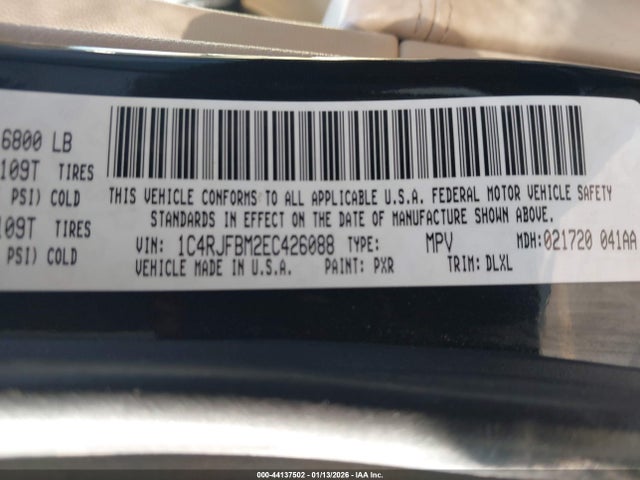 6800 LB
109T TIRES
PSI) COLD
109T TIRES
PSI) COLD
THIS VEHICLE CONFORMS TO ALL APPLICABLE U.S.A. FEDERAL MOTOR VEHICLE SAFETY
STANDARDS IN EFFECT ON THE DATE OF MANUFACTURE SHOWN ABOVE.
VIN: 1C4RJFBM2EC426088 TYPE: MPV MDH:021720 041AA
VEHICLE MADE IN U.S.A. PAINT: PXR TRIM: DLXL
000-44137502 - 01/13/2026 - IAA Inc.